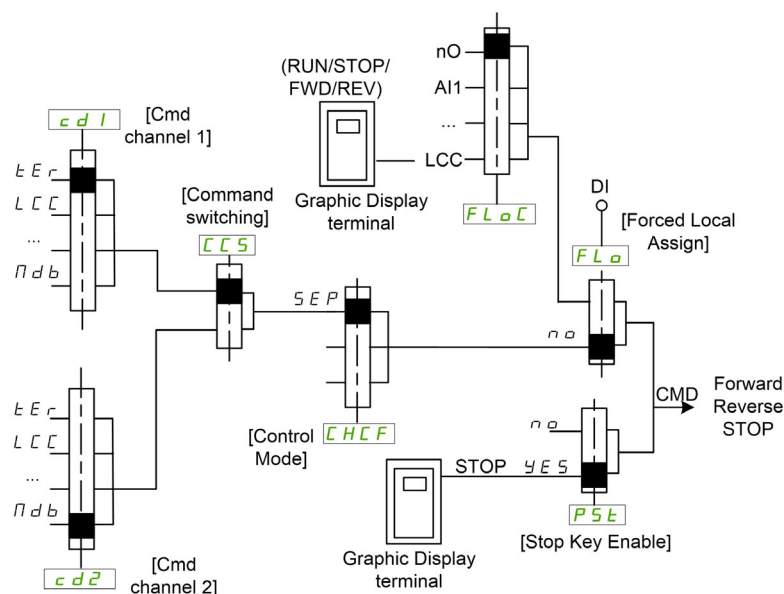 nO
(RUN/STOP/
FWD/REV)
AI1
...
LCC
Graphic Display
terminal
FLoC
cd1
[Cmd
channel 1]
tEr
LCC
...
Mdb
[Command
switching]
CCS
DI
[Forced Local
Assign]
FLo
SEP
no
CHCF
[Control
Mode]
tEr
LCC
...
Mdb
cd2
[Cmd
channel 2]
no
STOP
YES
CMD
Forward
Reverse
STOP
Graphic Display
terminal
PSt
[Stop Key Enable]